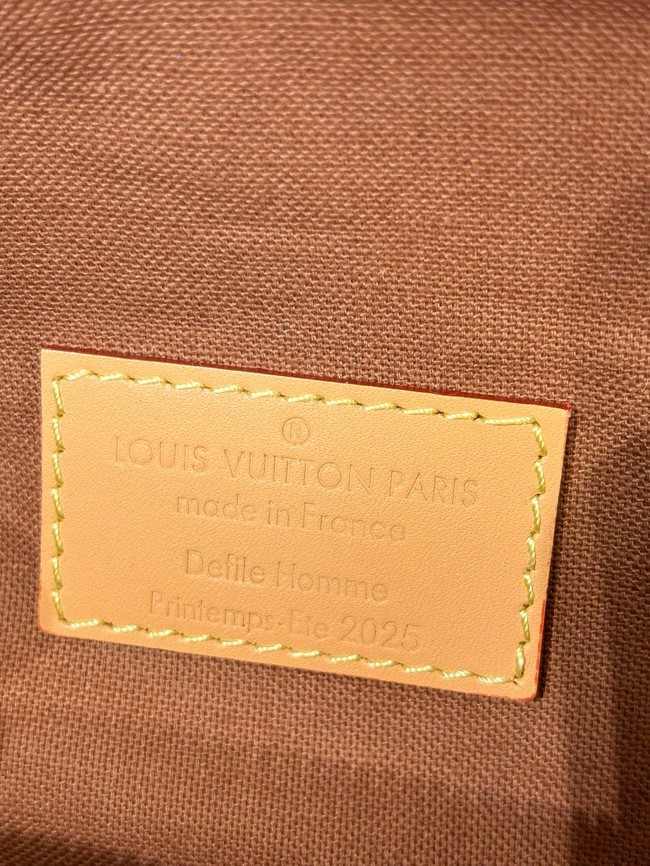 ®
LOUIS VUITTON PARIS
made in France
Defile Homme
Printemps-Ete 2025